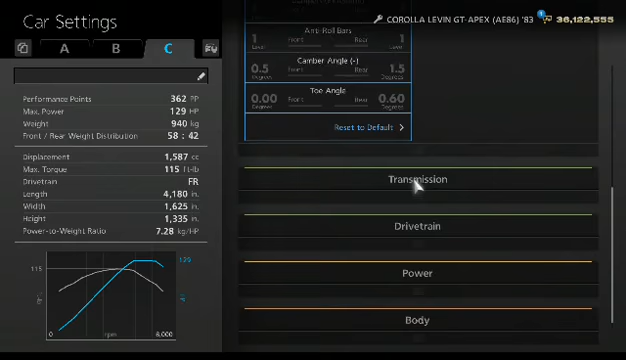 Car Settings
COROLLA LEVIN GT-APEX (AE86) '83
36,122,555
A
B
C
Performance Points 362 PP
Max. Power 129 HP
Weight 940 kg
Front / Rear Weight Distribution 58 : 42
Displacement 1,587 cc
Max. Torque 115 ft-lb
Drivetrain FR
Length 4,180 in.
Width 1,625 in.
Height 1,335 in.
Power-to-Weight Ratio 7.28 kg/HP
115
125
0 rpm 8,000
Anti-Roll Bars
1 Level Front Rear 1 Level
Camber Angle (-)
0.5 Degrees Front Rear 1.5 Degrees
Toe Angle
0.00 Degrees Front Rear 0.60 Degrees
Reset to Default
Transmission
Drivetrain
Power
Body